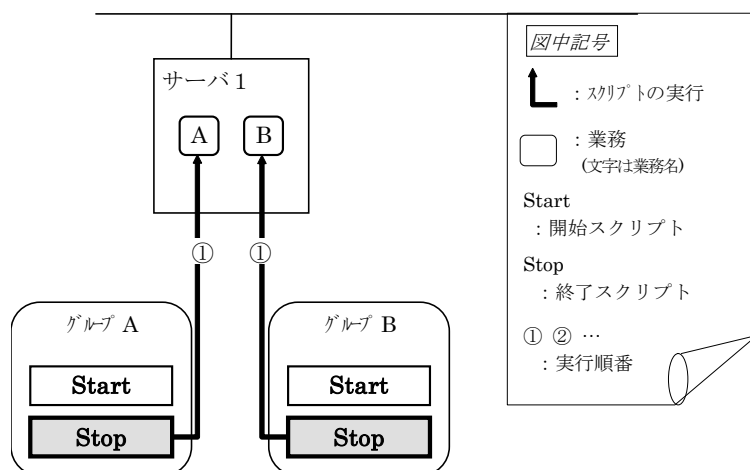 サーバ１
A
B
①
①
ｸﾞﾙｰﾌﾟ A
Start
Stop
ｸﾞﾙｰﾌﾟ B
Start
Stop
図中記号
：ｽｸﾘﾌﾟﾄの実行
：業務
(文字は業務名)
Start
：開始スクリプト
Stop
：終了スクリプト
① ② …
：実行順番